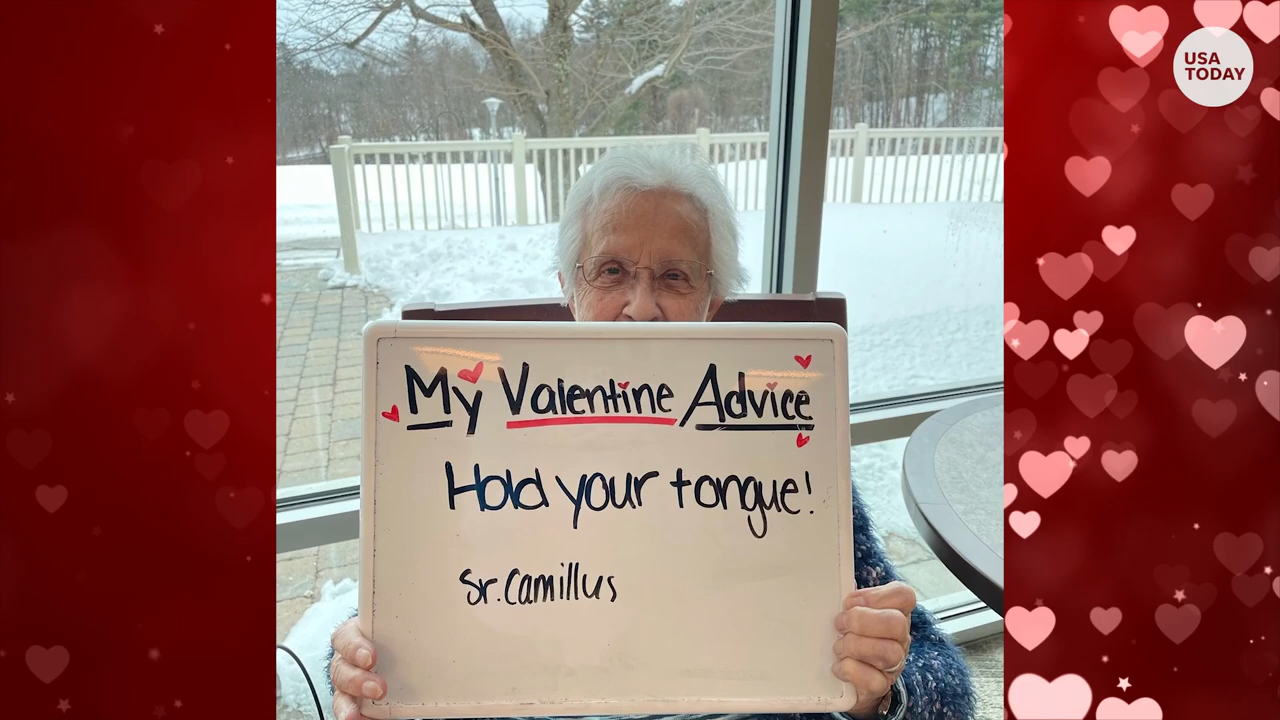 USA
TODAY
My Valentine Advice
Hold your tongue!
Sr. Camillus